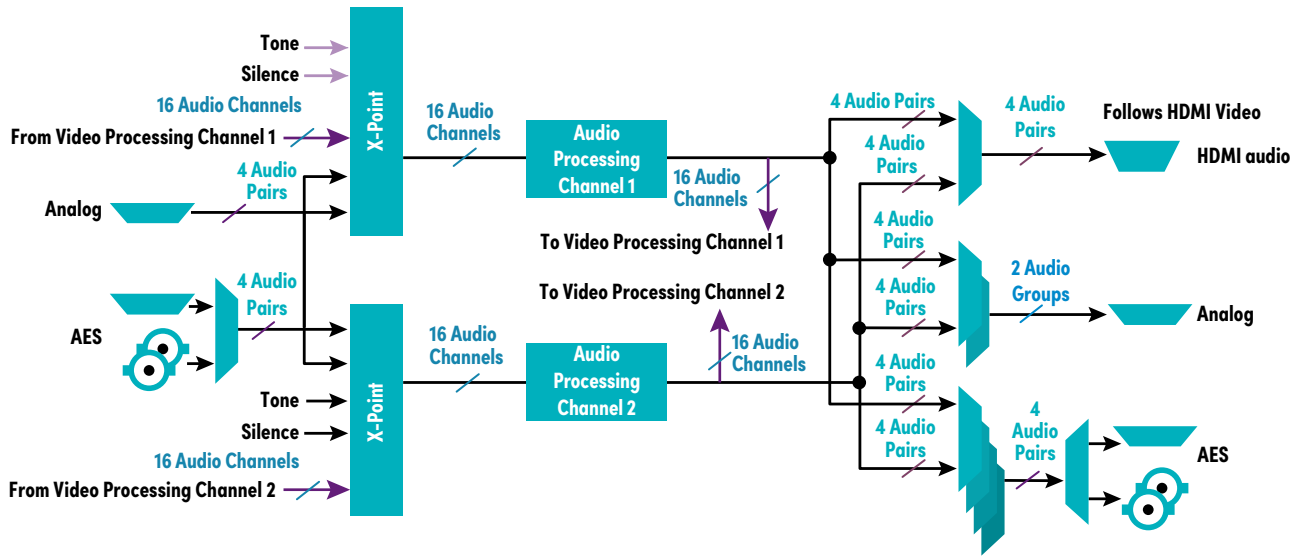 Tone
Silence
16 Audio Channels
From Video Processing Channel 1
X-Point
4 Audio
Pairs
Analog
4 Audio
Pairs
AES
Tone
Silence
16 Audio Channels
From Video Processing Channel 2
X-Point
16 Audio
Channels
Audio
Processing
Channel 1
16 Audio
Channels
To Video Processing Channel 1
To Video Processing Channel 2
16 Audio
Channels
Audio
Processing
Channel 2
16 Audio
Channels
4 Audio Pairs
4 Audio
Pairs
4 Audio
Pairs
Follows HDMI Video
HDMI audio
4 Audio
Pairs
4 Audio
Pairs
2 Audio
Groups
Analog
4 Audio
Pairs
4 Audio
Pairs
4
Audio
Pairs
AES